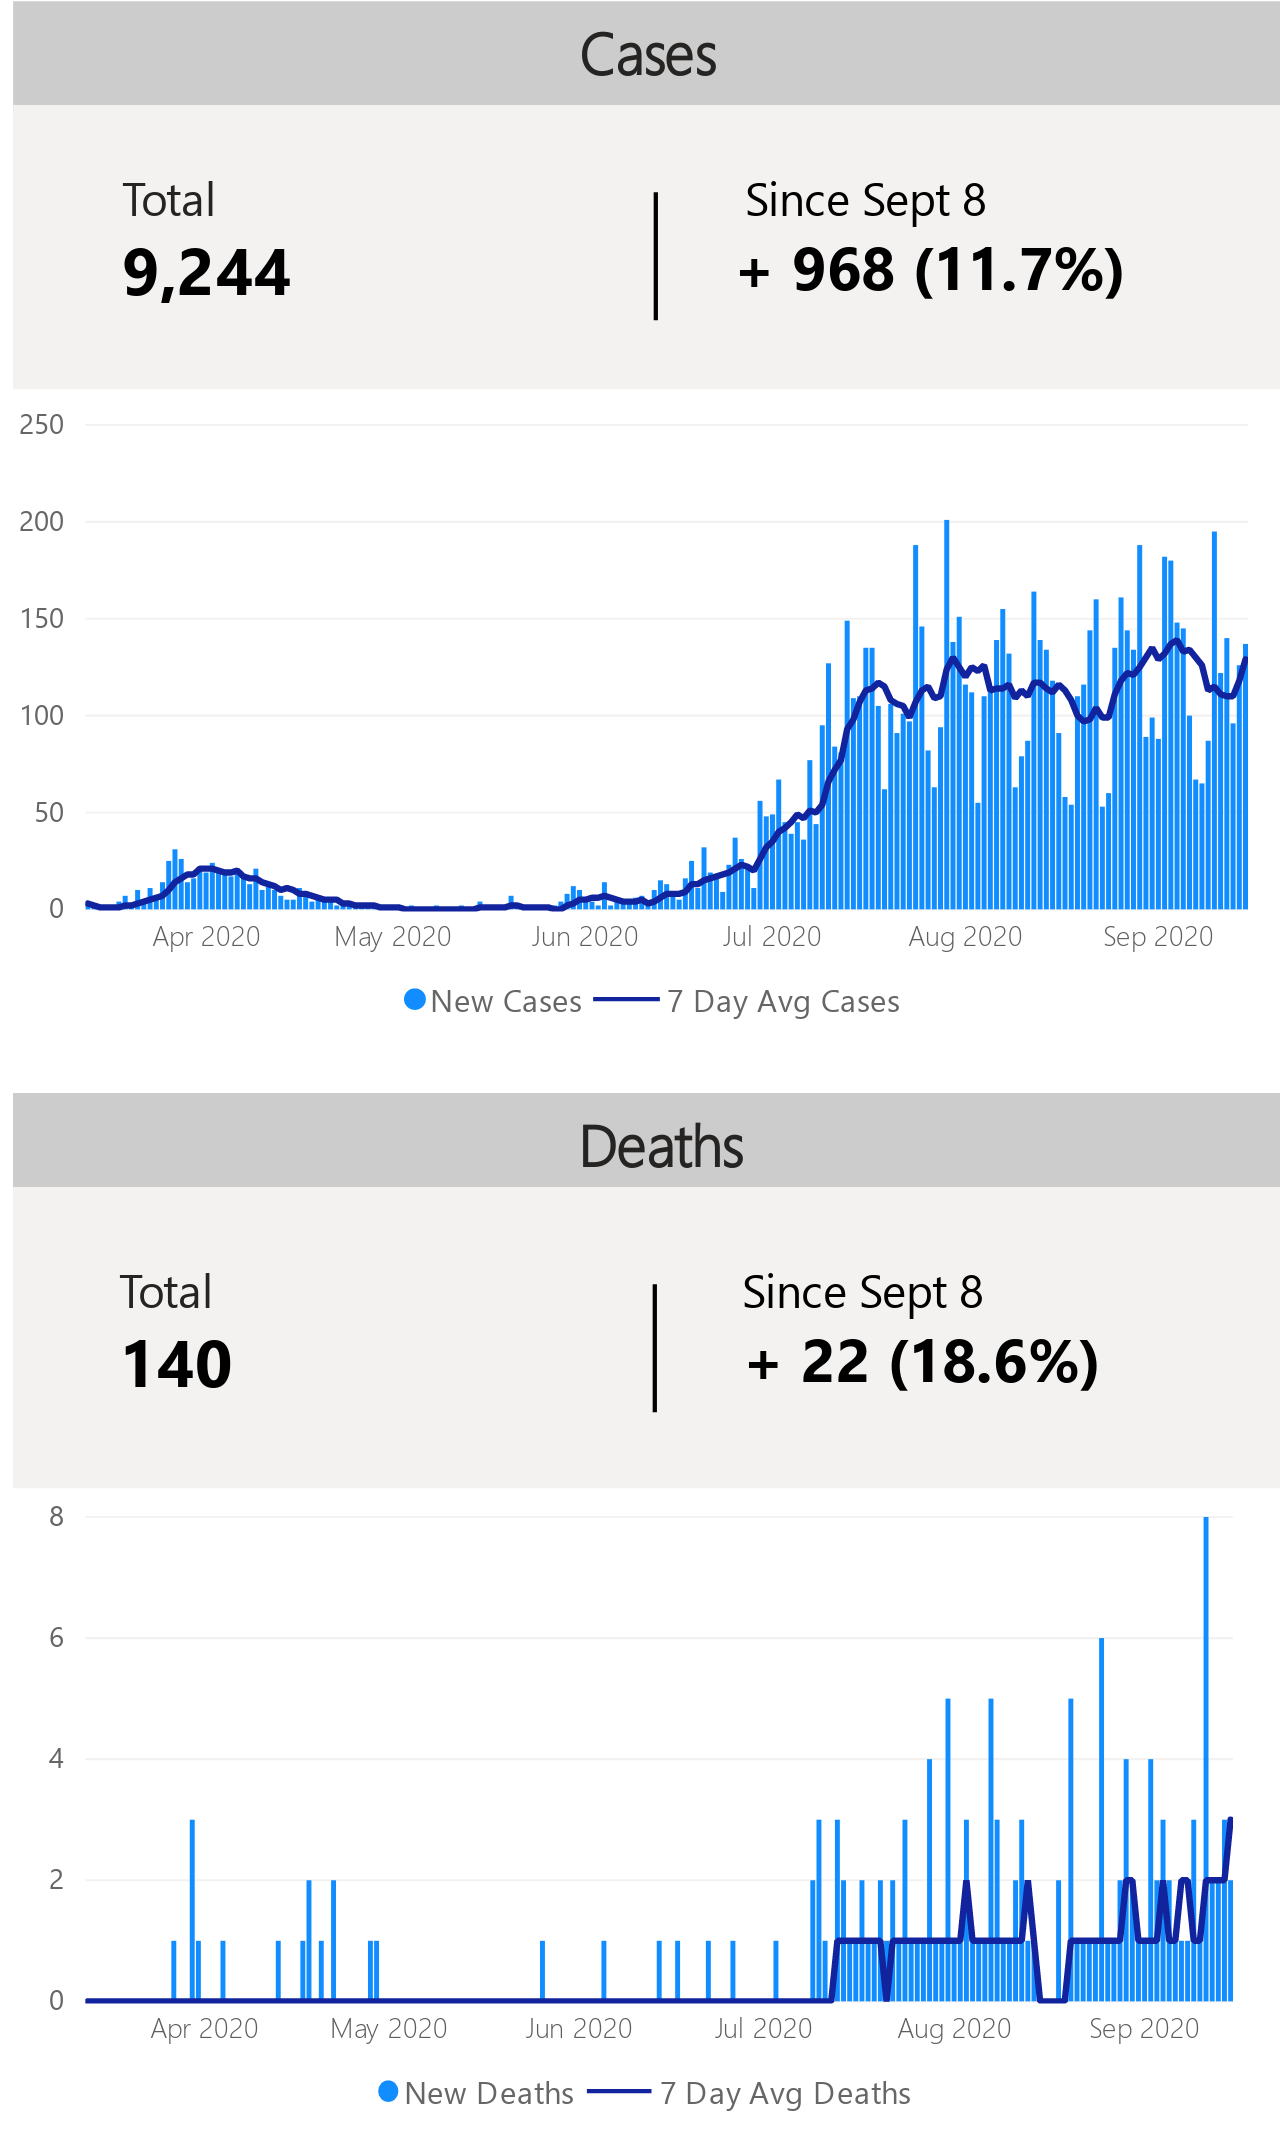 Cases
Total
Since Sept 8
9,244
+ 968 (11.7%)
250
200
150
100
50
0
Apr 2020 May 2020 Jun 2020 Jul 2020 Aug 2020 Sep 2020
New Cases 7 Day Avg Cases
Deaths
Total
Since Sept 8
140
+ 22 (18.6%)
8
6
4
2
0
Apr 2020 May 2020 Jun 2020 Jul 2020 Aug 2020 Sep 2020
New Deaths 7 Day Avg Deaths